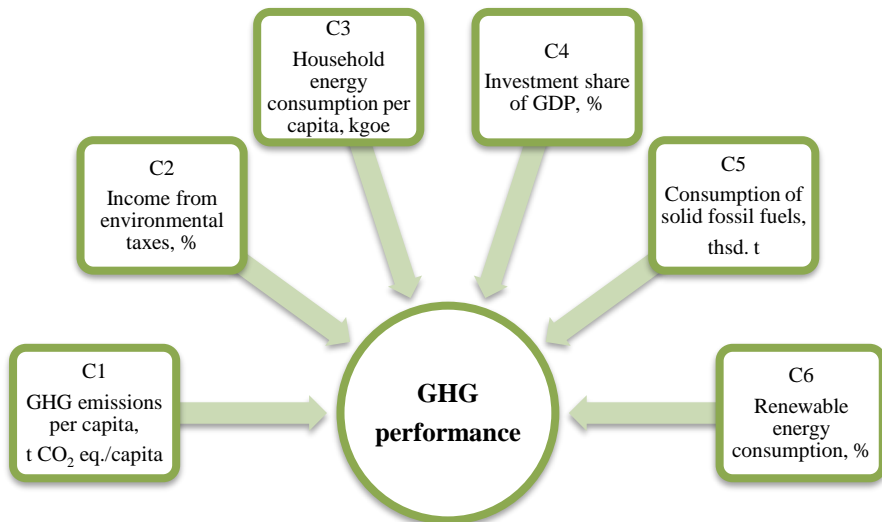 C1
GHG emissions
per capita,
t CO₂ eq./capita
C2
Income from
environmental
taxes, %
C3
Household
energy
consumption per
capita, kgoe
C4
Investment share
of GDP, %
C5
Consumption of
solid fossil fuels,
thsd. t
C6
Renewable
energy
consumption, %
GHG
performance